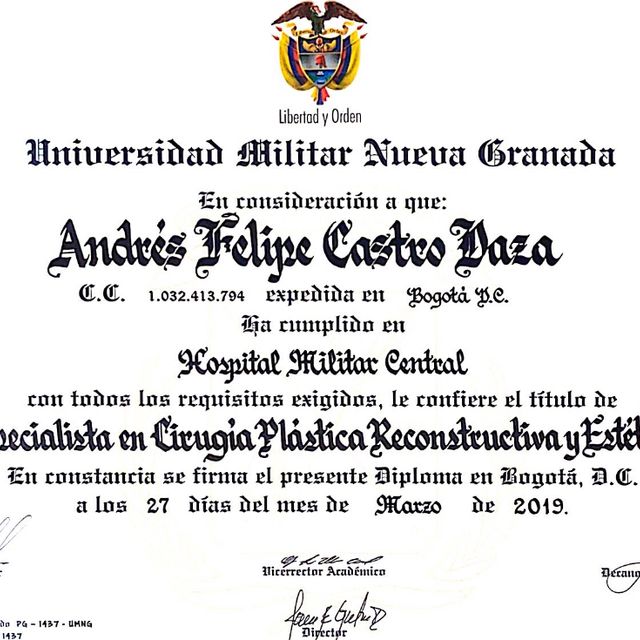 Libertad y Orden
Universidad Militar Nueva Granada
En consideración a que:
Andrés Felipe Castro Daza
C.C. 1.032.413.794 expedida en Bogotá D.C.
Ha cumplido en
Hospital Militar Central
con todos los requisitos exigidos, le confiere el título de
pecialista en Cirugía Plástica Reconstructiva y Estét
En constancia se firma el presente Diploma en Bogotá, D.C.
a los 27 días del mes de Marzo de 2019.
Vicerrector Académico
Decano
do PG - 1437 - UMNG
1437
Director